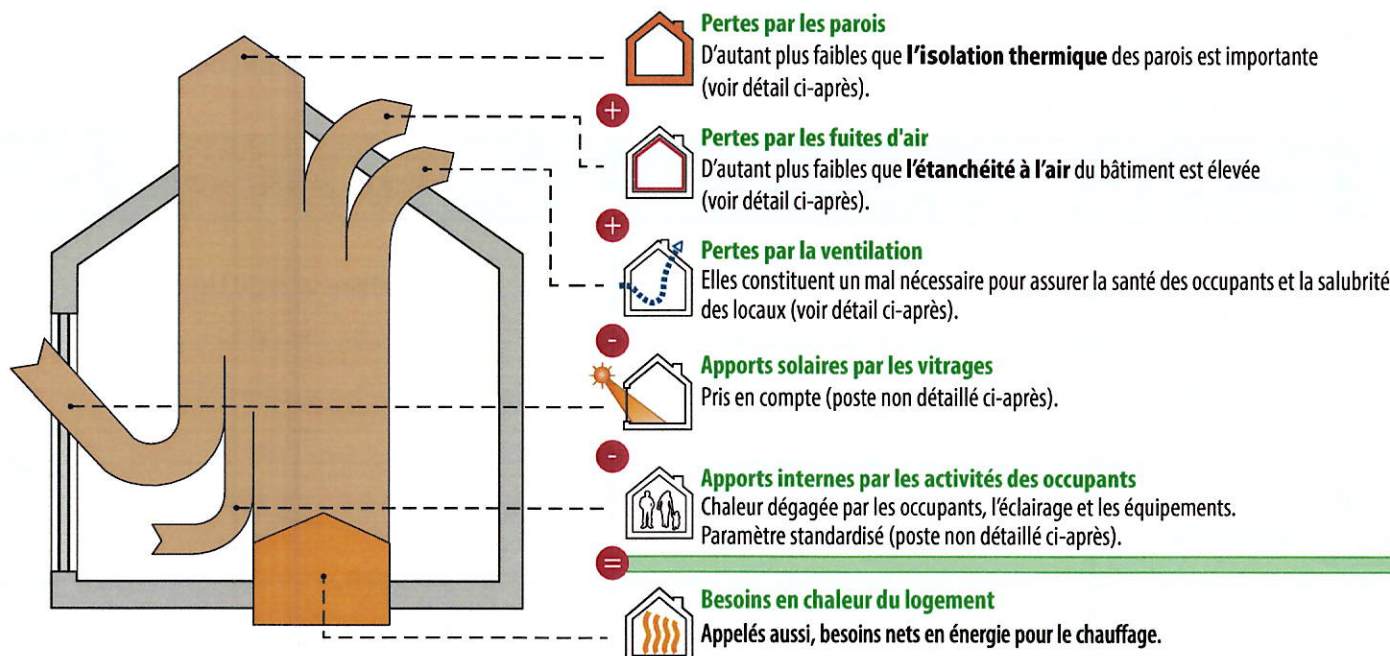 Pertes par les parois
D'autant plus faibles que l'isolation thermique des parois est importante
(voir détail ci-après).
+
Pertes par les fuites d'air
D'autant plus faibles que l'étanchéité à l'air du bâtiment est élevée
(voir détail ci-après).
+
Pertes par la ventilation
Elles constituent un mal nécessaire pour assurer la santé des occupants et la salubrité
des locaux (voir détail ci-après).
-
Apports solaires par les vitrages
Pris en compte (poste non détaillé ci-après).
-
Apports internes par les activités des occupants
Chaleur dégagée par les occupants, l'éclairage et les équipements.
Paramètre standardisé (poste non détaillé ci-après).
=
Besoins en chaleur du logement
Appelés aussi, besoins nets en énergie pour le chauffage.